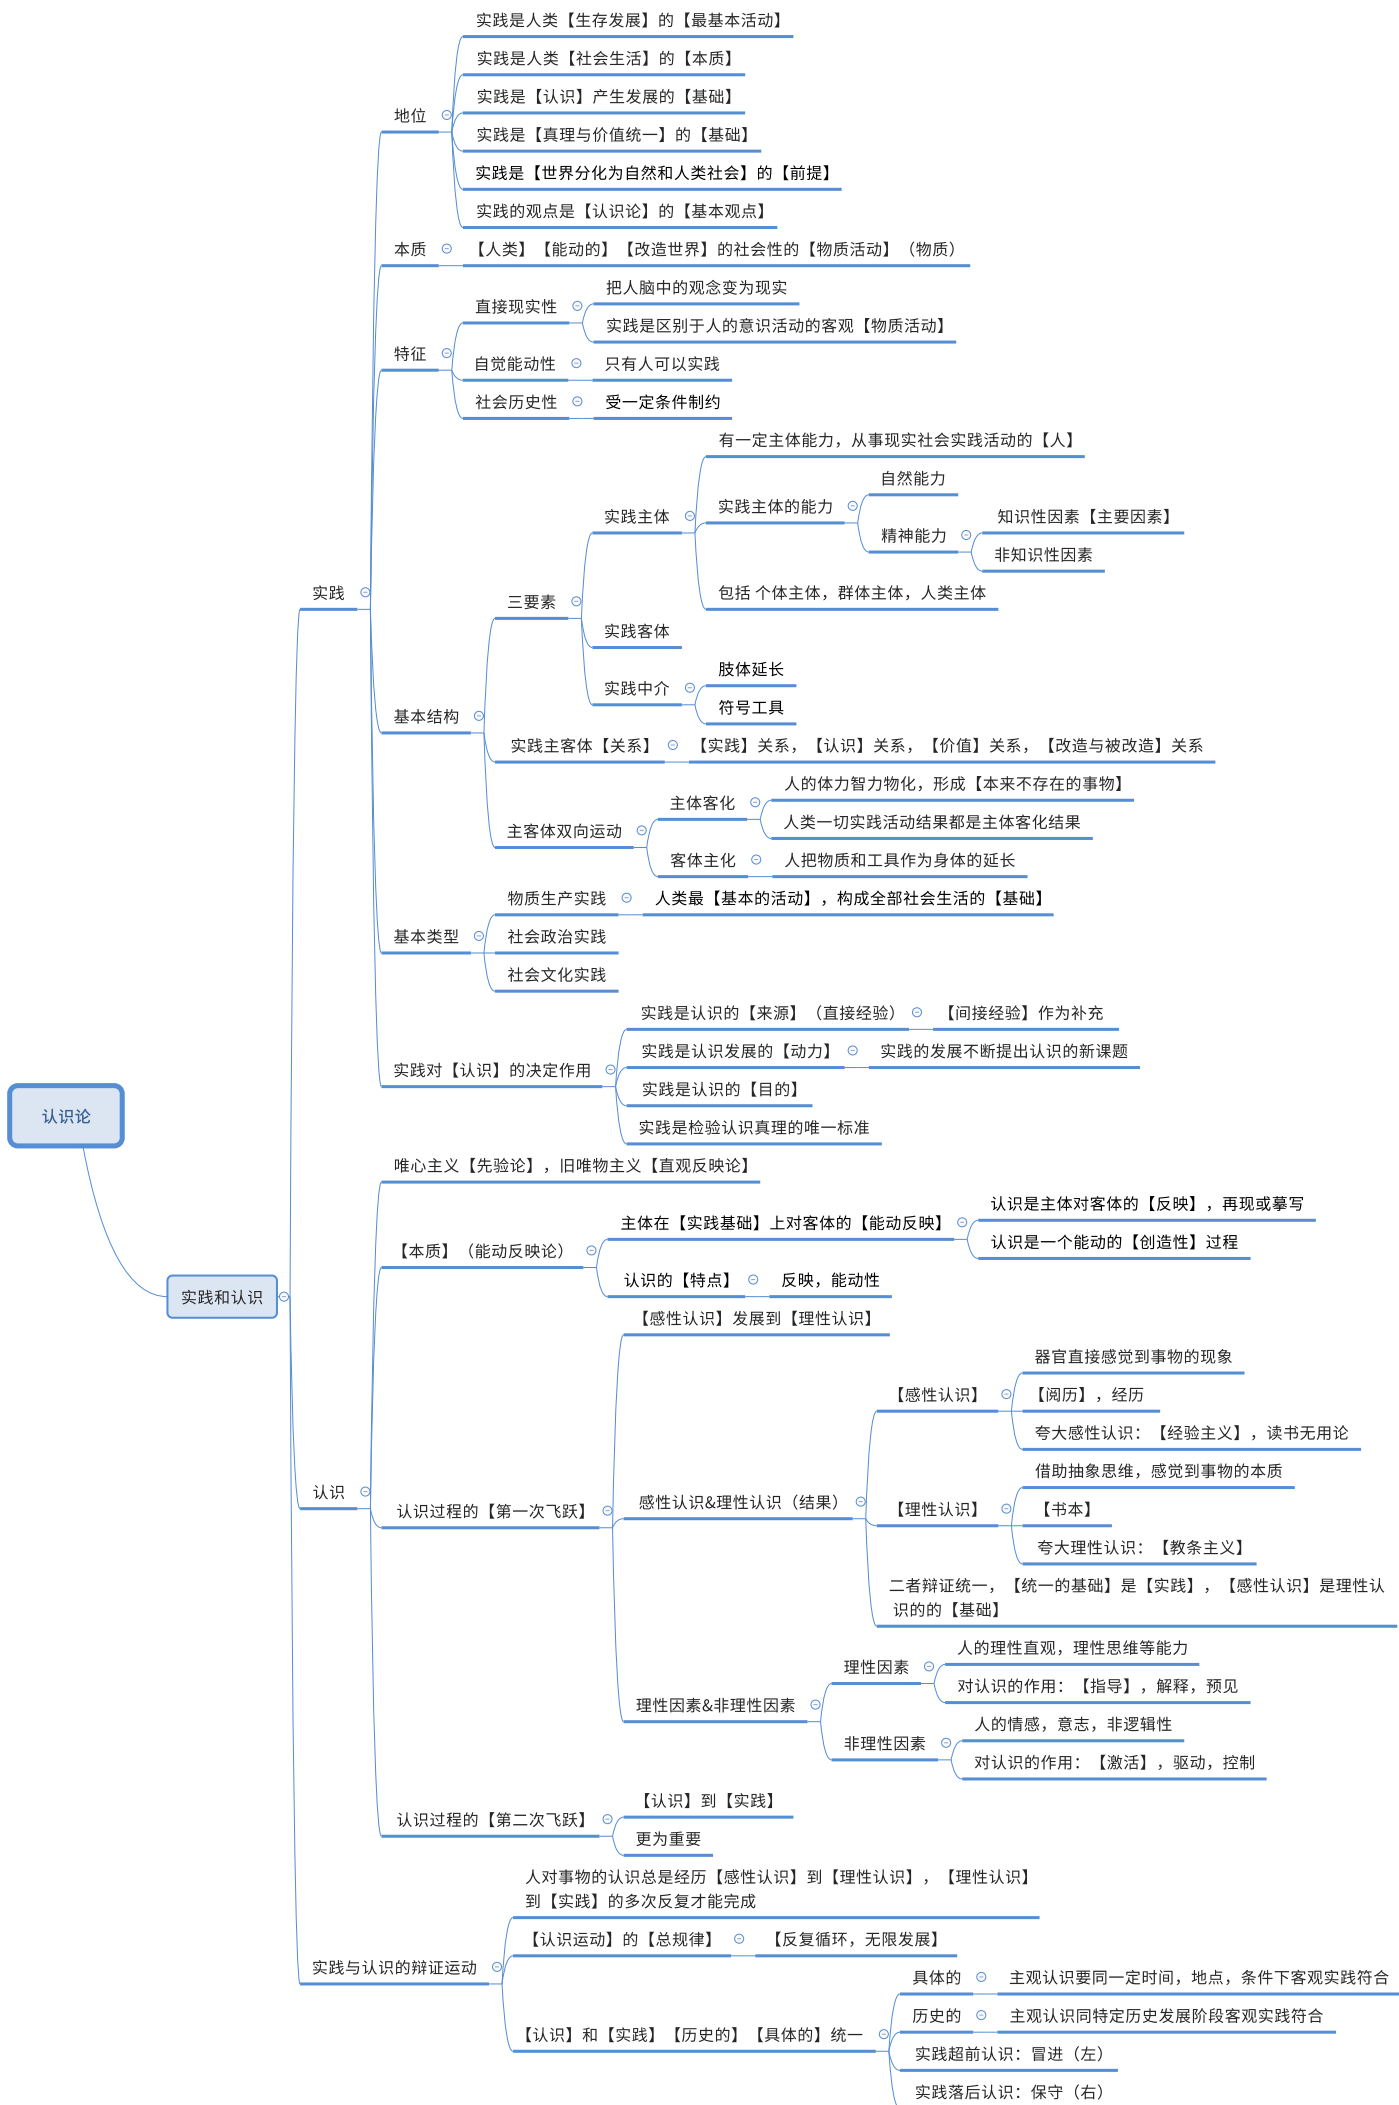 认识论
实践和认识
实践
地位
实践是人类【生存发展】的【最基本活动】
实践是人类【社会生活】的【本质】
实践是【认识】产生发展的【基础】
实践是【真理与价值统一】的【基础】
实践是【世界分化为自然和人类社会】的【前提】
实践的观点是【认识论】的【基本观点】
本质
【人类】【能动的】【改造世界】的社会性的【物质活动】（物质）
特征
直接现实性
把人脑中的观念变为现实
实践是区别于人的意识活动的客观【物质活动】
自觉能动性
只有人可以实践
社会历史性
受一定条件制约
基本结构
三要素
实践主体
有一定主体能力，从事现实社会实践活动的【人】
实践主体的能力
自然能力
精神能力
知识性因素【主要因素】
非知识性因素
包括 个体主体，群体主体，人类主体
实践客体
实践中介
肢体延长
符号工具
实践主客体【关系】
【实践】关系，【认识】关系，【价值】关系，【改造与被改造】关系
主客体双向运动
主体客化
人的体力智力物化，形成【本来不存在的事物】
人类一切实践活动结果都是主体客化结果
客体主化
人把物质和工具作为身体的延长
基本类型
物质生产实践
人类最【基本的活动】，构成全部社会生活的【基础】
社会政治实践
社会文化实践
实践对【认识】的决定作用
实践是认识的【来源】（直接经验）
【间接经验】作为补充
实践是认识发展的【动力】
实践的发展不断提出认识的新课题
实践是认识的【目的】
实践是检验认识真理的唯一标准
认识
唯心主义【先验论】，旧唯物主义【直观反映论】
【本质】（能动反映论）
主体在【实践基础】上对客体的【能动反映】
认识是主体对客体的【反映】，再现或摹写
认识是一个能动的【创造性】过程
认识的【特点】
反映，能动性
认识过程的【第一次飞跃】
【感性认识】发展到【理性认识】
感性认识&理性认识（结果）
【感性认识】
器官直接感觉到事物的现象
【阅历】，经历
夸大感性认识：【经验主义】，读书无用论
【理性认识】
借助抽象思维，感觉到事物的本质
【书本】
夸大理性认识：【教条主义】
二者辩证统一，【统一的基础】是【实践】，【感性认识】是理性认
识的的【基础】
理性因素&非理性因素
理性因素
人的理性直观，理性思维等能力
对认识的作用：【指导】，解释，预见
非理性因素
人的情感，意志，非逻辑性
对认识的作用：【激活】，驱动，控制
认识过程的【第二次飞跃】
【认识】到【实践】
更为重要
实践与认识的辩证运动
人对事物的认识总是经历【感性认识】到【理性认识】，【理性认识】
到【实践】的多次反复才能完成
【认识运动】的【总规律】
【反复循环，无限发展】
【认识】和【实践】【历史的】【具体的】统一
具体的
主观认识要同一定时间，地点，条件下客观实践符合
历史的
主观认识同特定历史发展阶段客观实践符合
实践超前认识：冒进（左）
实践落后认识：保守（右）